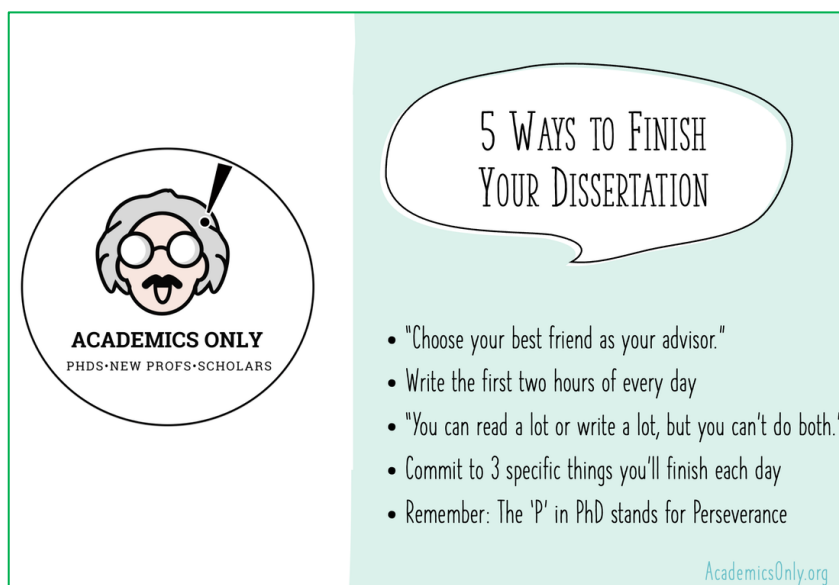 ACADEMICS ONLY
PHDS•NEW PROFS•SCHOLARS
5 WAYS TO FINISH
YOUR DISSERTATION
• "Choose your best friend as your advisor."
• Write the first two hours of every day
• "You can read a lot or write a lot, but you can't do both."
• Commit to 3 specific things you'll finish each day
• Remember: The 'P' in PhD stands for Perseverance
AcademicsOnly.org